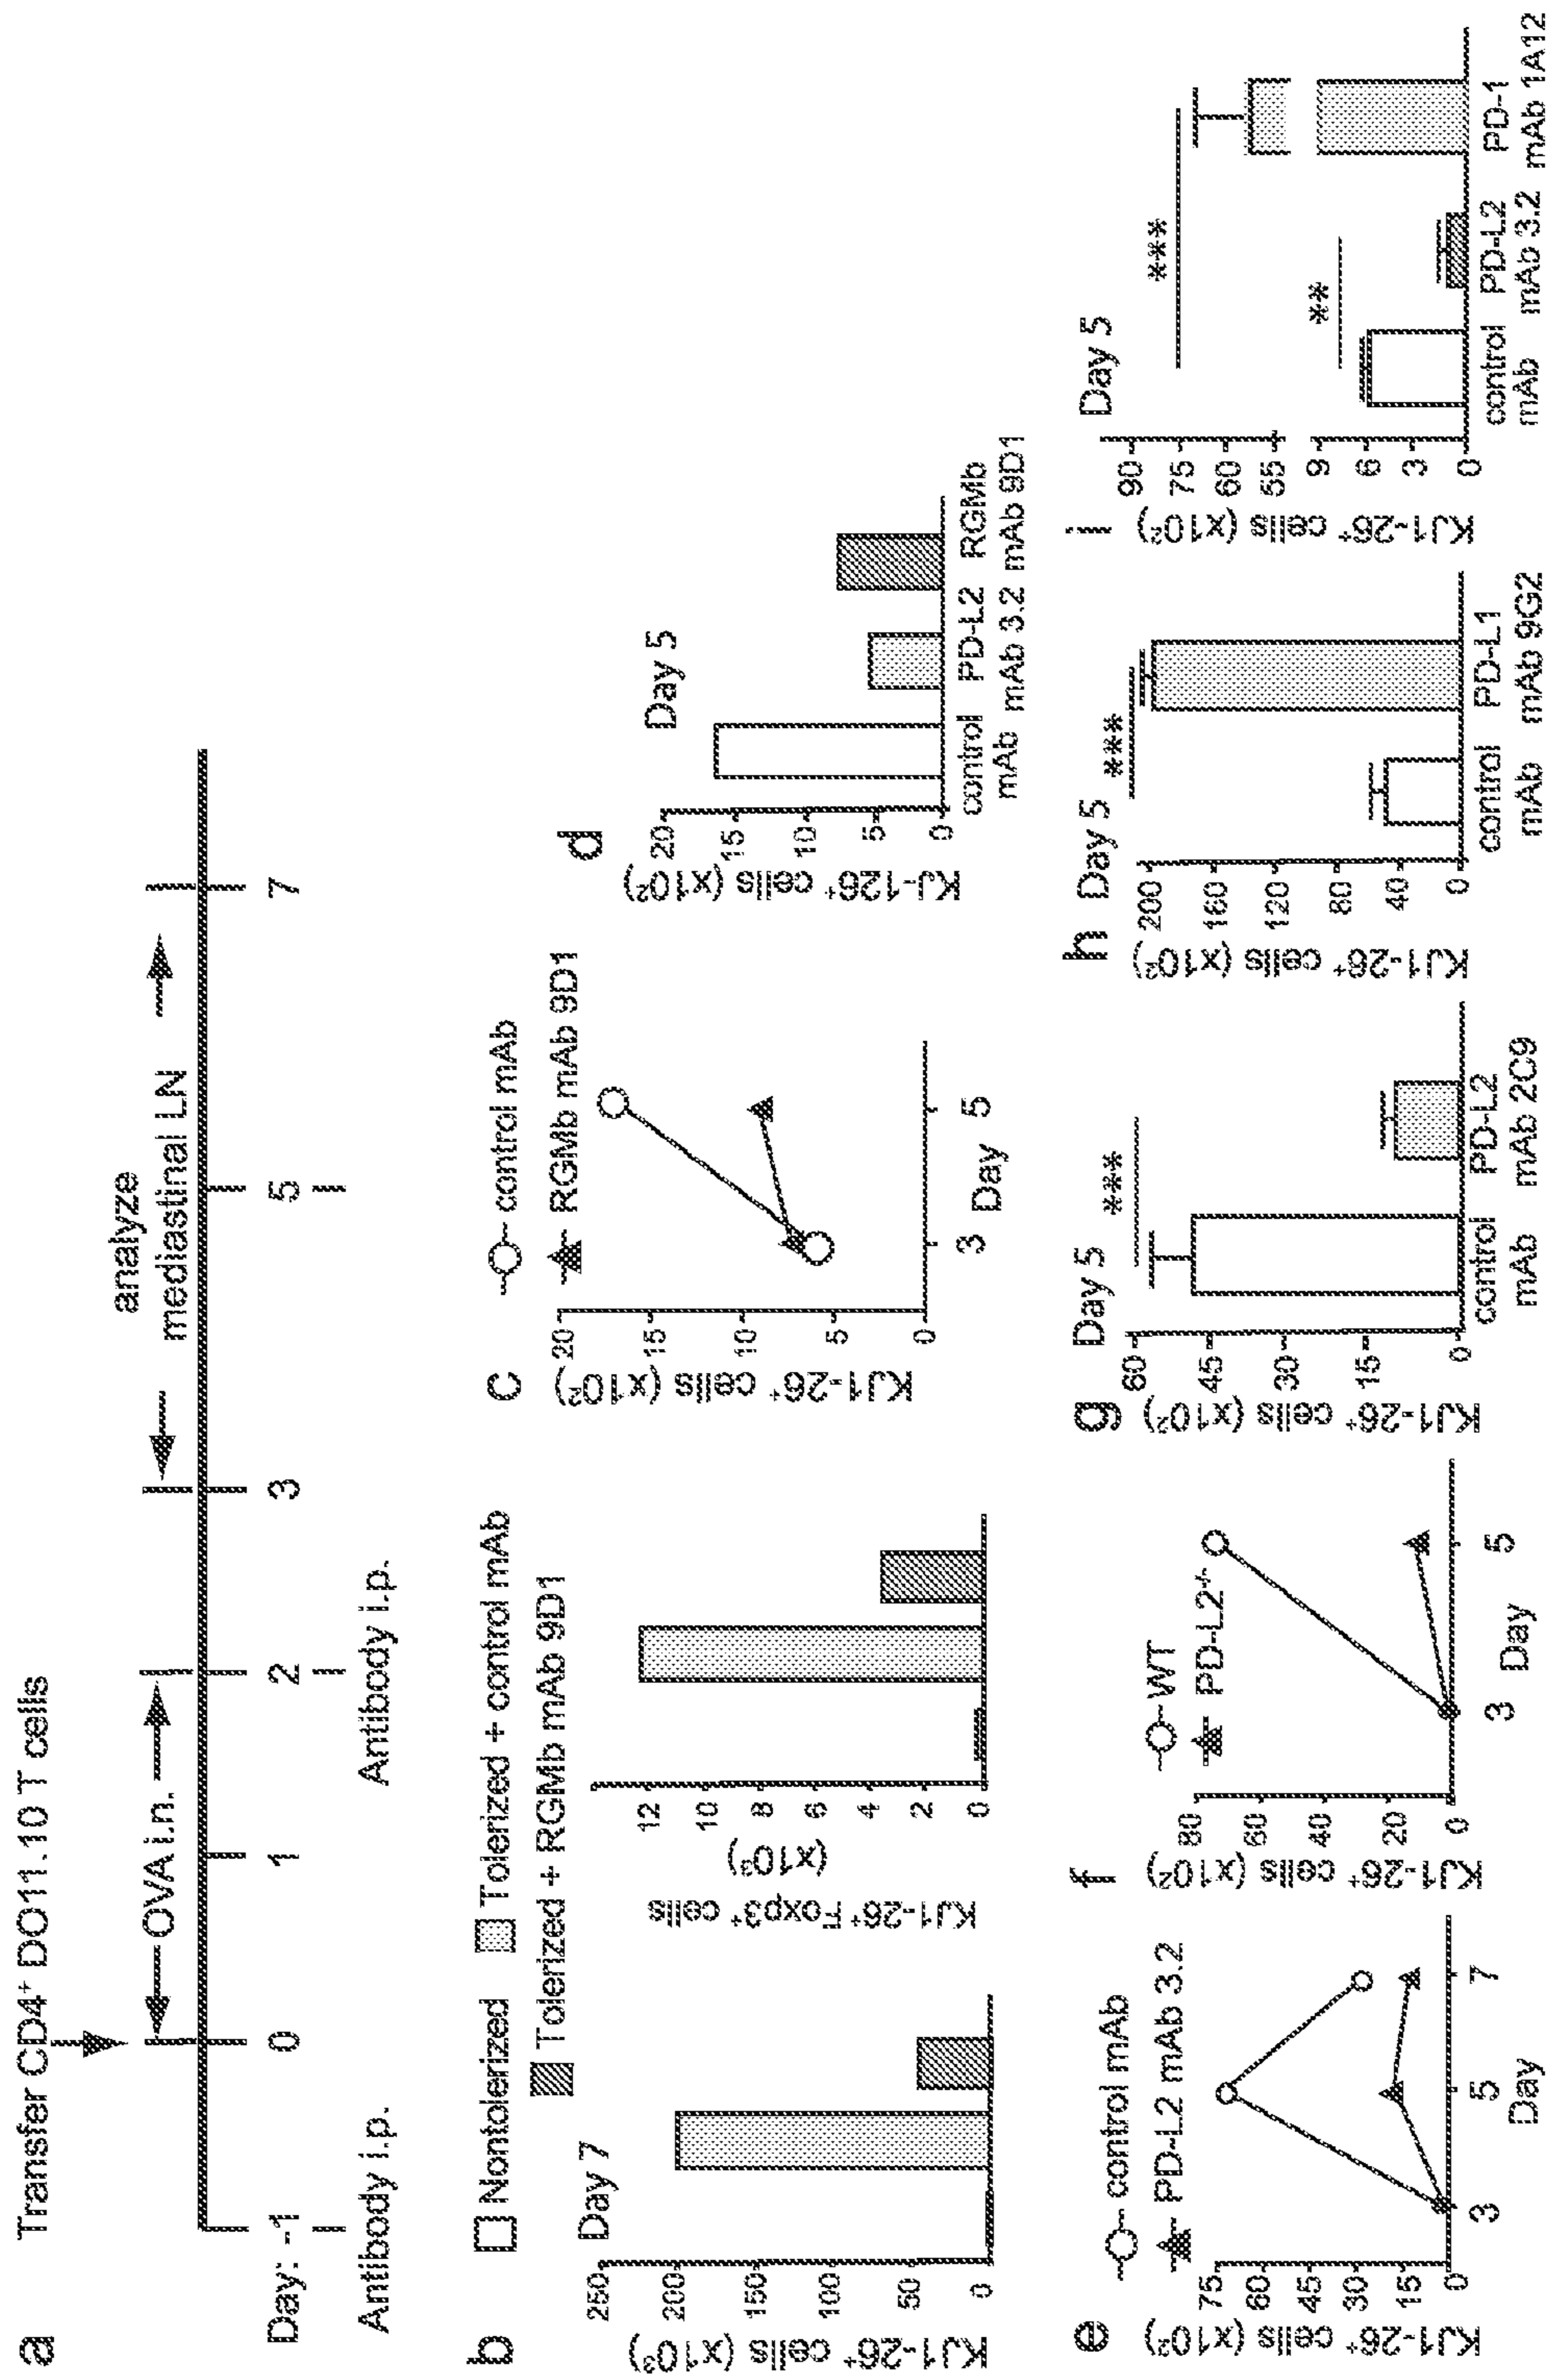 a
Transfer CD4+ DO11.10 T cells
OVA i.n.
analyze
mediastinal LN
Day: -1 0 1 2 3 5 7
Antibody i.p.
Antibody i.p.
b
Nontolerized
Tolerized + control mAb
Tolerized + RGMb mAb 9D1
Day 7
KJ1-26+ cells (x10³)
250
200
150
100
50
0
KJ1-26+Foxp3+ cells
(x10³)
12
10
8
6
4
2
0
c
control mAb
RGMb mAb 9D1
KJ1-26+ cells (x10²)
20
15
10
5
0
3 5
Day
d
Day 5
KJ-126+ cells (x10²)
20
15
10
5
0
control PD-L2 RGMb
mAb mAb 3.2 mAb 9D1
e
control mAb
PD-L2 mAb 3.2
KJ1-26+ cells (x10²)
75
60
45
30
15
0
3 5 7
Day
f
WT
PD-L2-/-
KJ1-26+ cells (x10²)
80
60
40
20
0
3 5
Day
g
Day 5
KJ1-26+ cells (x10²)
60
45
30
15
0
***
control PD-L2
mAb mAb 2C9
h
Day 5
KJ1-26+ cells (x10²)
200
160
120
80
40
0
***
control PD-L1
mAb mAb 9G2
i
Day 5
KJ1-26+ cells (x10²)
90
75
60
55
9
6
3
0
***
**
control PD-L2 PD-1
mAb mAb 3.2 mAb 1A12